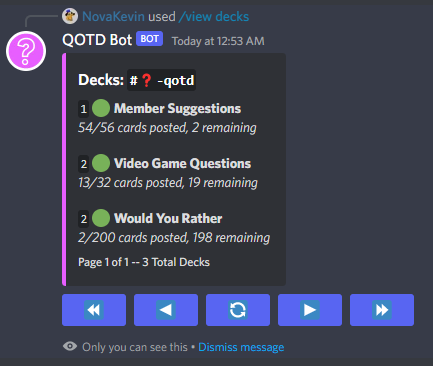 NovaKevin used /view decks
QOTD Bot BOT Today at 12:53 AM
Decks: #❓-qotd
1 🟢 Member Suggestions
54/56 cards posted, 2 remaining
2 🟢 Video Game Questions
13/32 cards posted, 19 remaining
2 🟢 Would You Rather
2/200 cards posted, 198 remaining
Page 1 of 1 -- 3 Total Decks
Only you can see this • Dismiss message